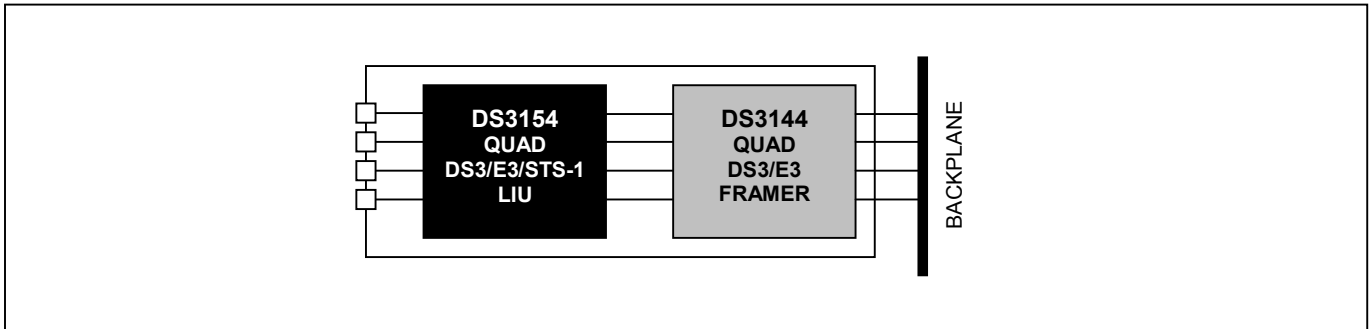 DS3154
QUAD
DS3/E3/STS-1
LIU
DS3144
QUAD
DS3/E3
FRAMER
BACKPLANE